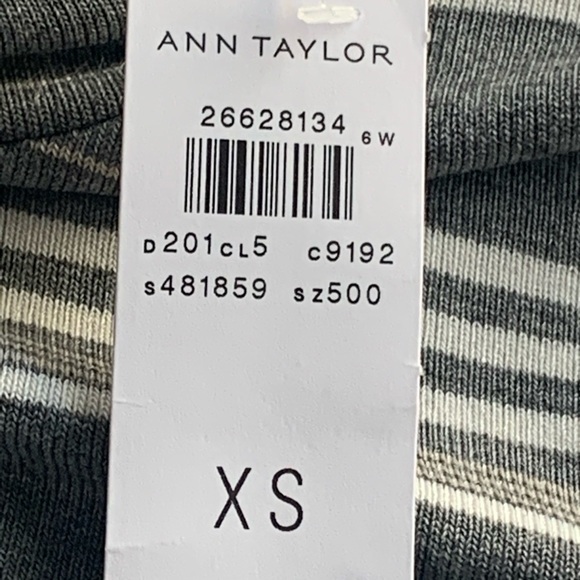 ANN TAYLOR
26628134 6 W
D201CL5 C9192
S481859 SZ500
XS